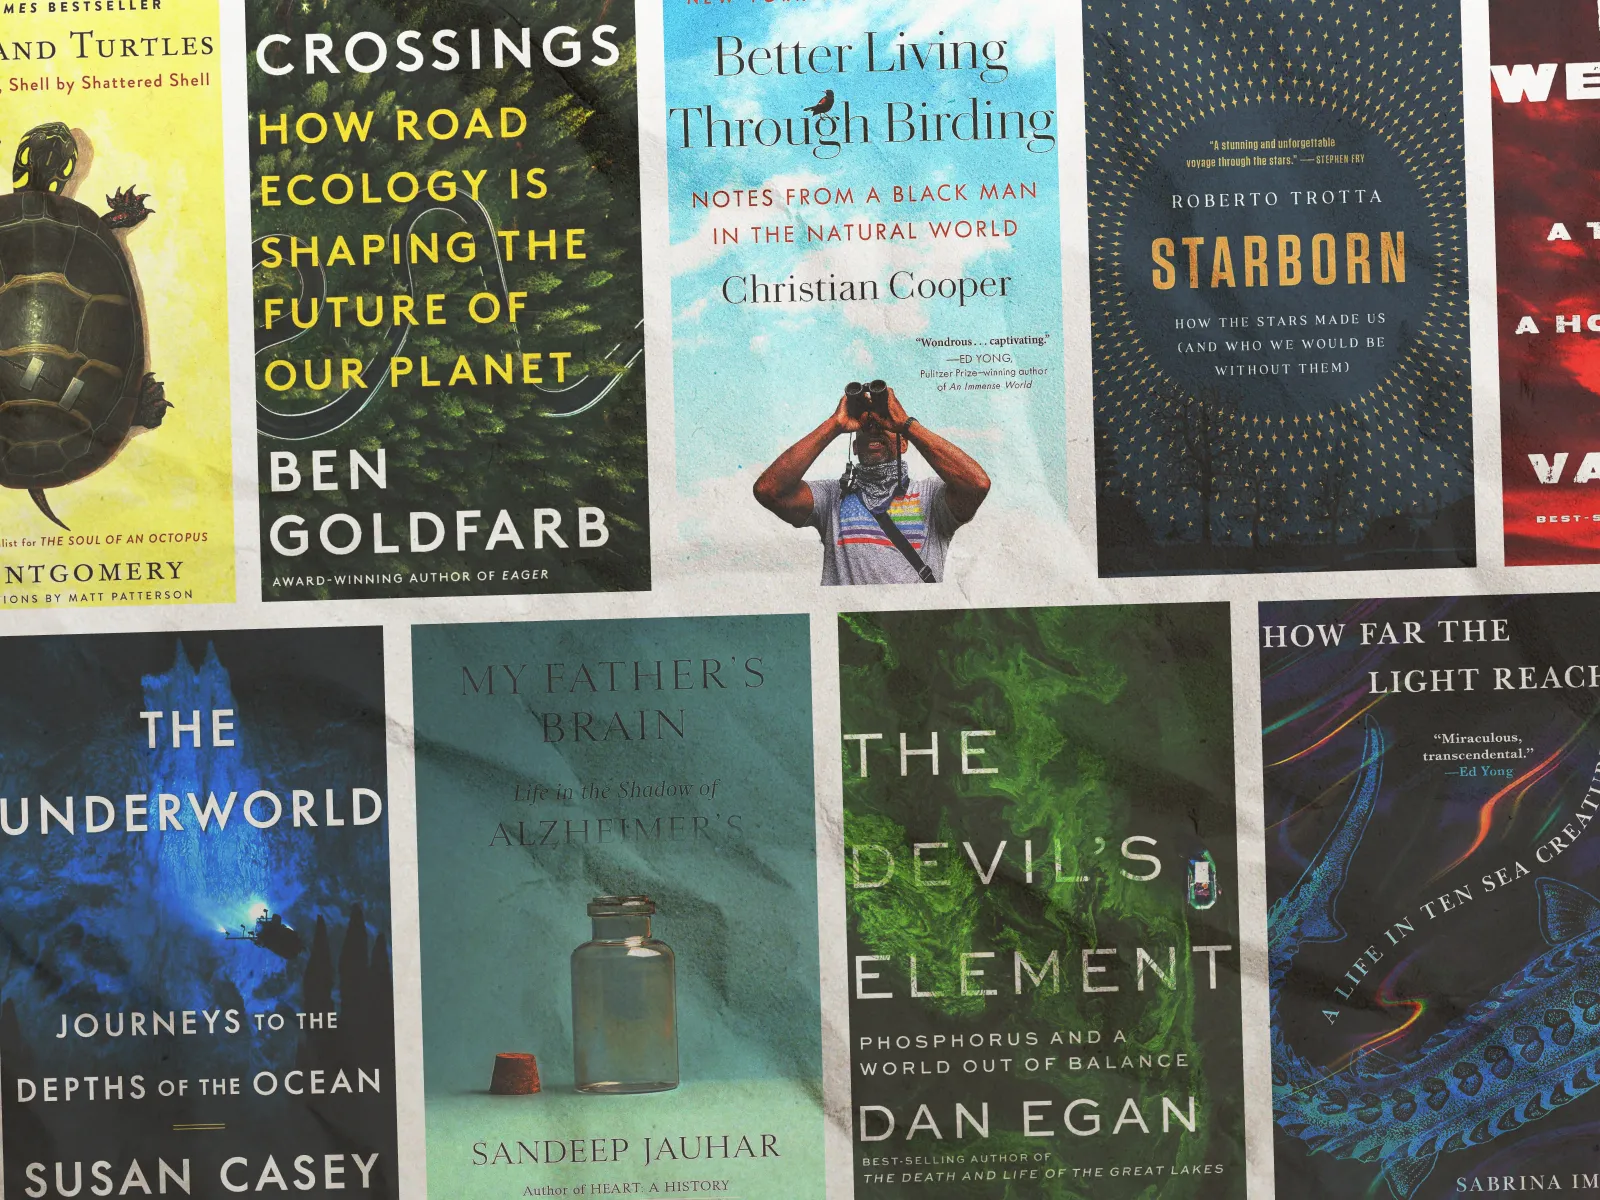 MES BESTSELLER
AND TURTLES
, Shell by Shattered Shell
list for THE SOUL OF AN OCTOPUS
NTGOMERY
IONS BY MATT PATTERSON
CROSSINGS
HOW ROAD
ECOLOGY IS
SHAPING THE
FUTURE OF
OUR PLANET
BEN
GOLDFARB
AWARD-WINNING AUTHOR OF EAGER
Better Living
Through Birding
NOTES FROM A BLACK MAN
IN THE NATURAL WORLD
Christian Cooper
“Wondrous . . . captivating.”
—ED YONG,
Pulitzer Prize–winning author
of An Immense World
“A stunning and unforgettable
voyage through the stars.” — STEPHEN FRY
ROBERTO TROTTA
STARBORN
HOW THE STARS MADE US
(AND WHO WE WOULD BE
WITHOUT THEM)
WE
A T
A HO
VA
BEST-S
THE
UNDERWORLD
JOURNEYS TO THE
DEPTHS OF THE OCEAN
SUSAN CASEY
MY FATHER’S
BRAIN
Life in the Shadow of
ALZHEIMER’S
SANDEEP JAUHAR
Author of HEART: A HISTORY
THE
DEVIL’S
ELEMENT
PHOSPHORUS AND A
WORLD OUT OF BALANCE
DAN EGAN
BEST-SELLING AUTHOR OF
THE DEATH AND LIFE OF THE GREAT LAKES
HOW FAR THE
LIGHT REACH
“Miraculous,
transcendental.”
—Ed Yong
A LIFE IN TEN SEA CREATUR
SABRINA IM